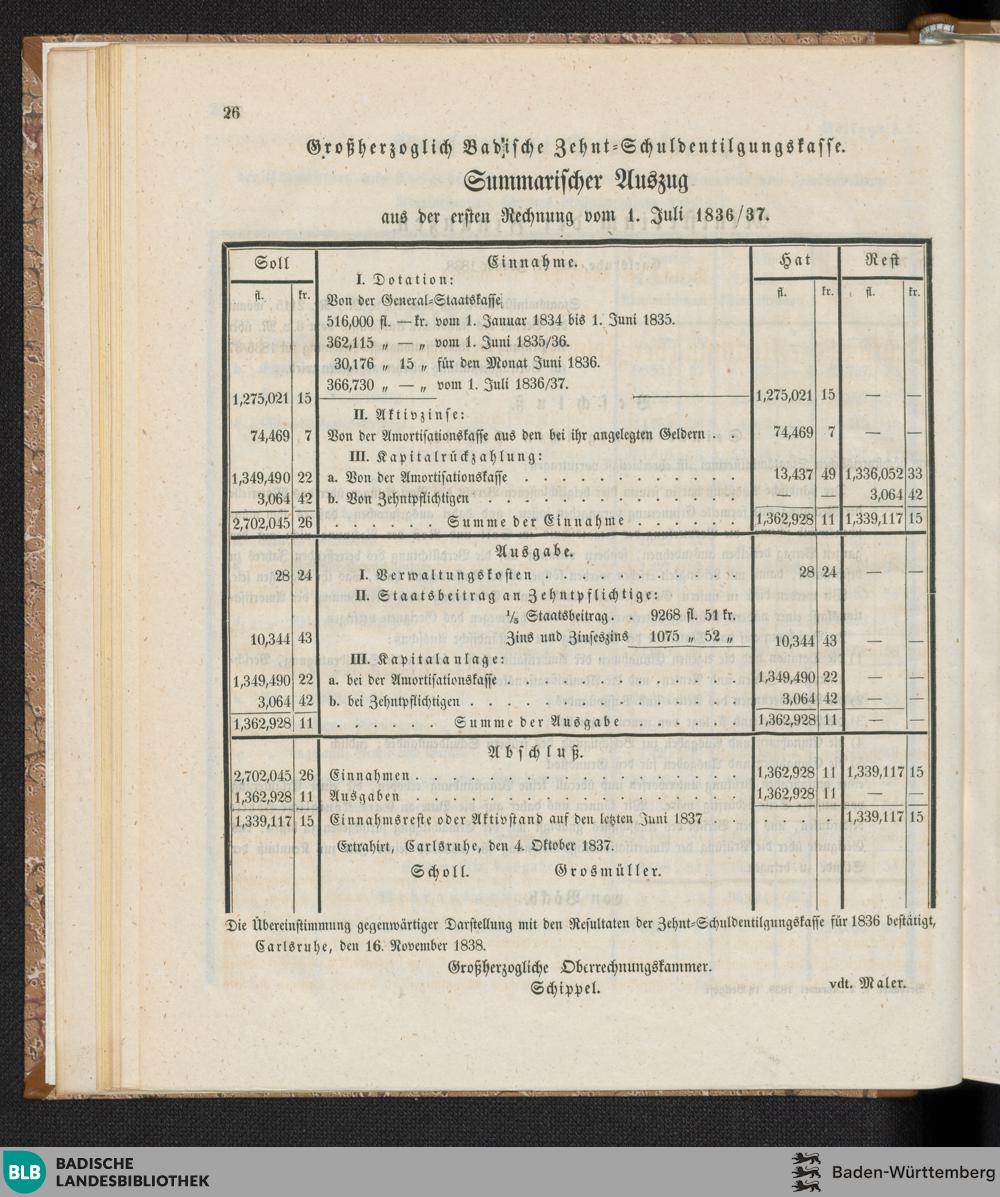 26
Großherzoglich Badische Zehnt-Schuldentilgungskasse.
Summarischer Auszug
aus der ersten Rechnung vom 1. Juli 1836/37.
Soll Einnahme. Hat Rest
fl. kr. I. Dotation: fl. kr. fl. kr.
Von der General-Staatskasse
516,000 fl. — kr. vom 1. Januar 1834 bis 1. Juni 1835.
362,115 „ — „ vom 1. Juni 1835/36.
30,176 „ 15 „ für den Monat Juni 1836.
366,730 „ — „ vom 1. Juli 1836/37.
1,275,021 15 1,275,021 15 — —
II. Aktivzinse:
74,469 7 Von der Amortisationskasse aus den bei ihr angelegten Geldern . . 74,469 7 — —
III. Kapitalrückzahlung:
1,349,490 22 a. Von der Amortisationskasse . . . . . . . . . . . 13,437 49 1,336,052 33
3,064 42 b. Von Zehntpflichtigen . . . . . . . . . . . . . — — 3,064 42
2,702,045 26 . . . . . . Summe der Einnahme . . . . . . 1,362,928 11 1,339,117 15
Ausgabe.
28 24 I. Verwaltungskosten . . . . . . . . . . 28 24 — —
II. Staatsbeitrag an Zehntpflichtige:
1/5 Staatsbeitrag . . 9268 fl. 51 kr.
Zins und Zinseszins 1075 „ 52 „
10,344 43 10,344 43 — —
III. Kapitalanlage:
1,349,490 22 a. bei der Amortisationskasse . . . . . . . . . . . . 1,349,490 22 — —
3,064 42 b. bei Zehntpflichtigen . . . . . . . . . . . . . . 3,064 42 — —
1,362,928 11 . . . . . . Summe der Ausgabe . . . . . . 1,362,928 11 — —
Abschluß.
2,702,045 26 Einnahmen . . . . . . . . . . . . . . . . . 1,362,928 11 1,339,117 15
1,362,928 11 Ausgaben . . . . . . . . . . . . . . . . . 1,362,928 11 — —
1,339,117 15 Einnahmsreste oder Aktivstand auf den letzten Juni 1837 . . . . . . 1,339,117 15
Extrahirt, Carlsruhe, den 4. Oktober 1837.
Scholl. Grosmüller.
Die Übereinstimmung gegenwärtiger Darstellung mit den Resultaten der Zehnt-Schuldentilgungskasse für 1836 bestätigt,
Carlsruhe, den 16. November 1838.
Großherzogliche Oberrechnungskammer.
Schippel. vdt. Maler.
BLB BADISCHE LANDESBIBLIOTHEK
Baden-Württemberg